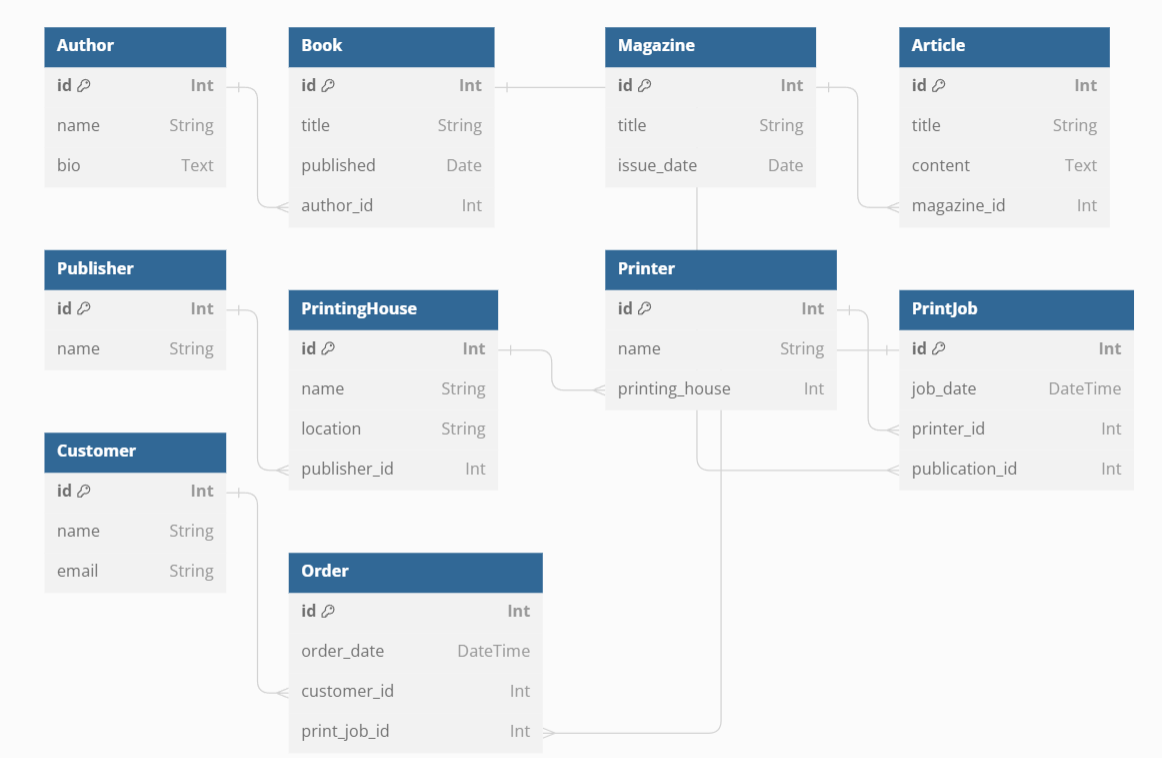 Author
id Int
name String
bio Text
Book
id Int
title String
published Date
author_id Int
Magazine
id Int
title String
issue_date Date
Article
id Int
title String
content Text
magazine_id Int
Publisher
id Int
name String
PrintingHouse
id Int
name String
location String
publisher_id Int
Printer
id Int
name String
printing_house Int
PrintJob
id Int
job_date DateTime
printer_id Int
publication_id Int
Customer
id Int
name String
email String
Order
id Int
order_date DateTime
customer_id Int
print_job_id Int